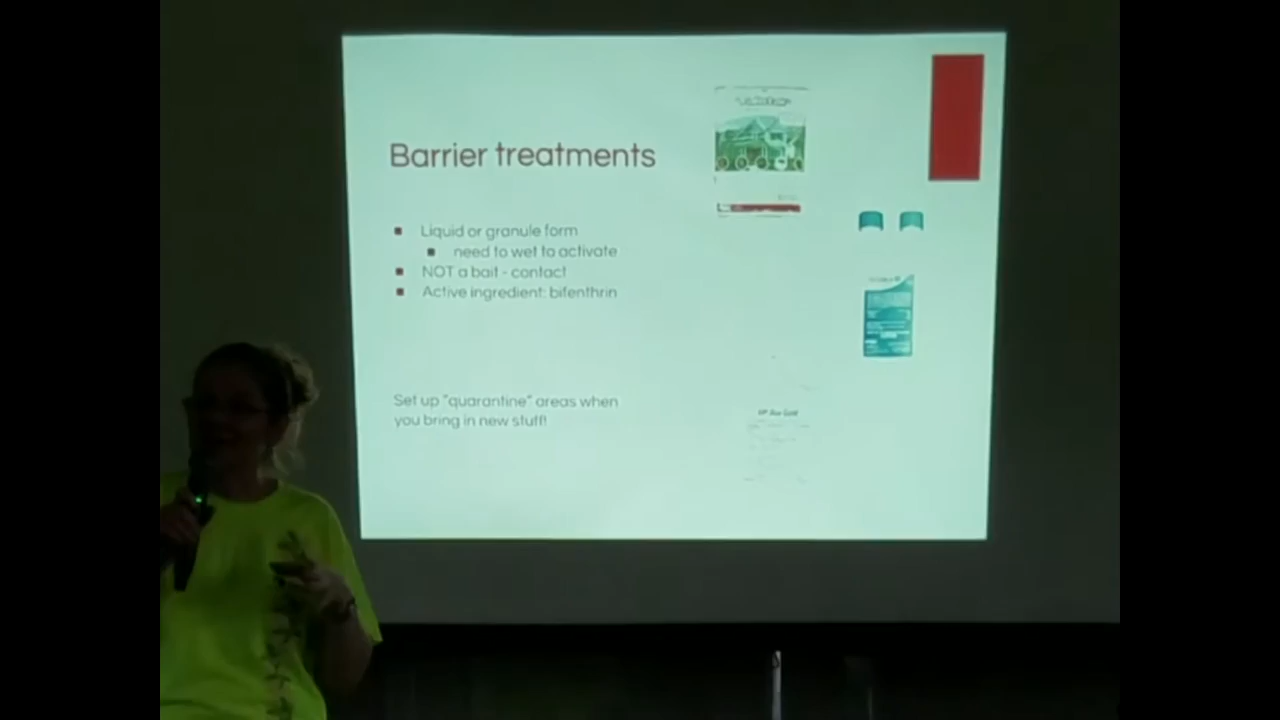 Barrier treatments
Liquid or granule form
need to wet to activate
NOT a bait - contact
Active ingredient: bifenthrin
Set up "quarantine" areas when
you bring in new stuff!